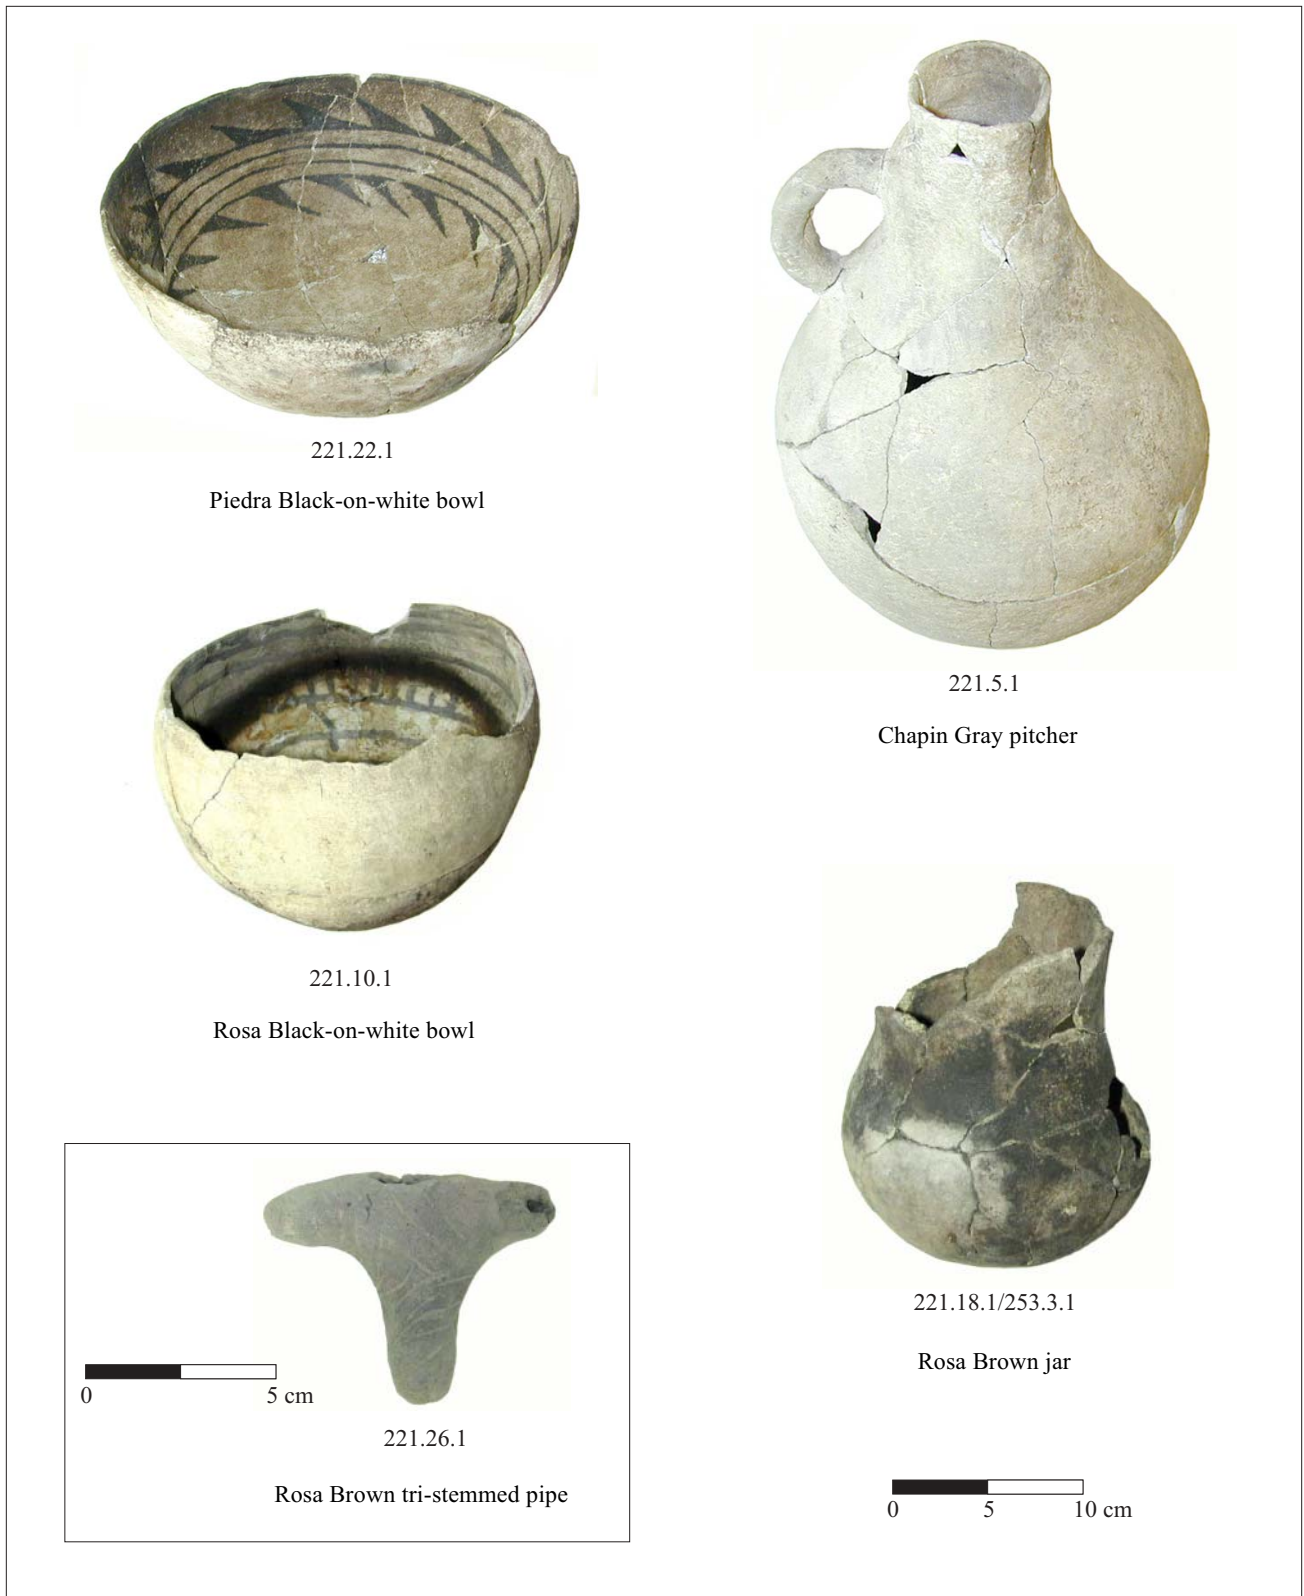 221.22.1
Piedra Black-on-white bowl
221.5.1
Chapin Gray pitcher
221.10.1
Rosa Black-on-white bowl
221.18.1/253.3.1
Rosa Brown jar
0 5 cm
221.26.1
Rosa Brown tri-stemmed pipe
0 5 10 cm